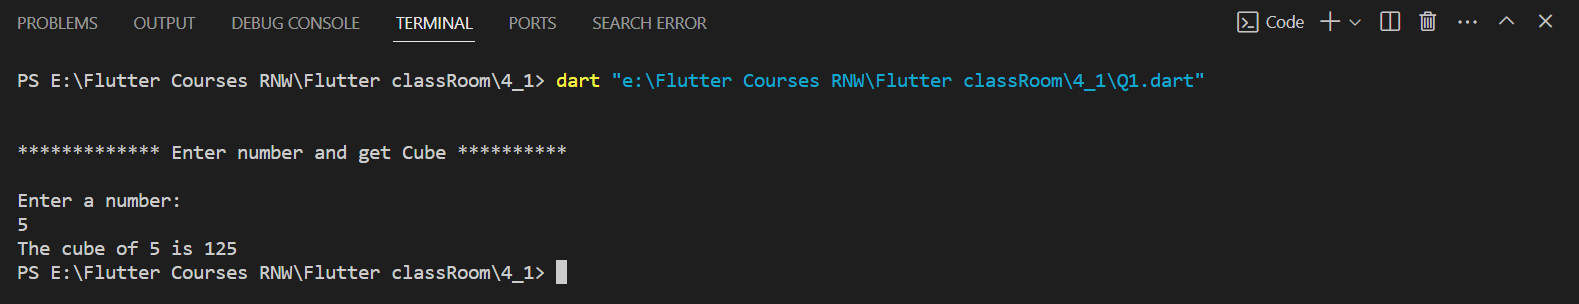 PROBLEMS OUTPUT DEBUG CONSOLE TERMINAL PORTS SEARCH ERROR Code
PS E:\Flutter Courses RNW\Flutter classRoom\4_1> dart "e:\Flutter Courses RNW\Flutter classRoom\4_1\Q1.dart"
************* Enter number and get Cube **********
Enter a number:
5
The cube of 5 is 125
PS E:\Flutter Courses RNW\Flutter classRoom\4_1>